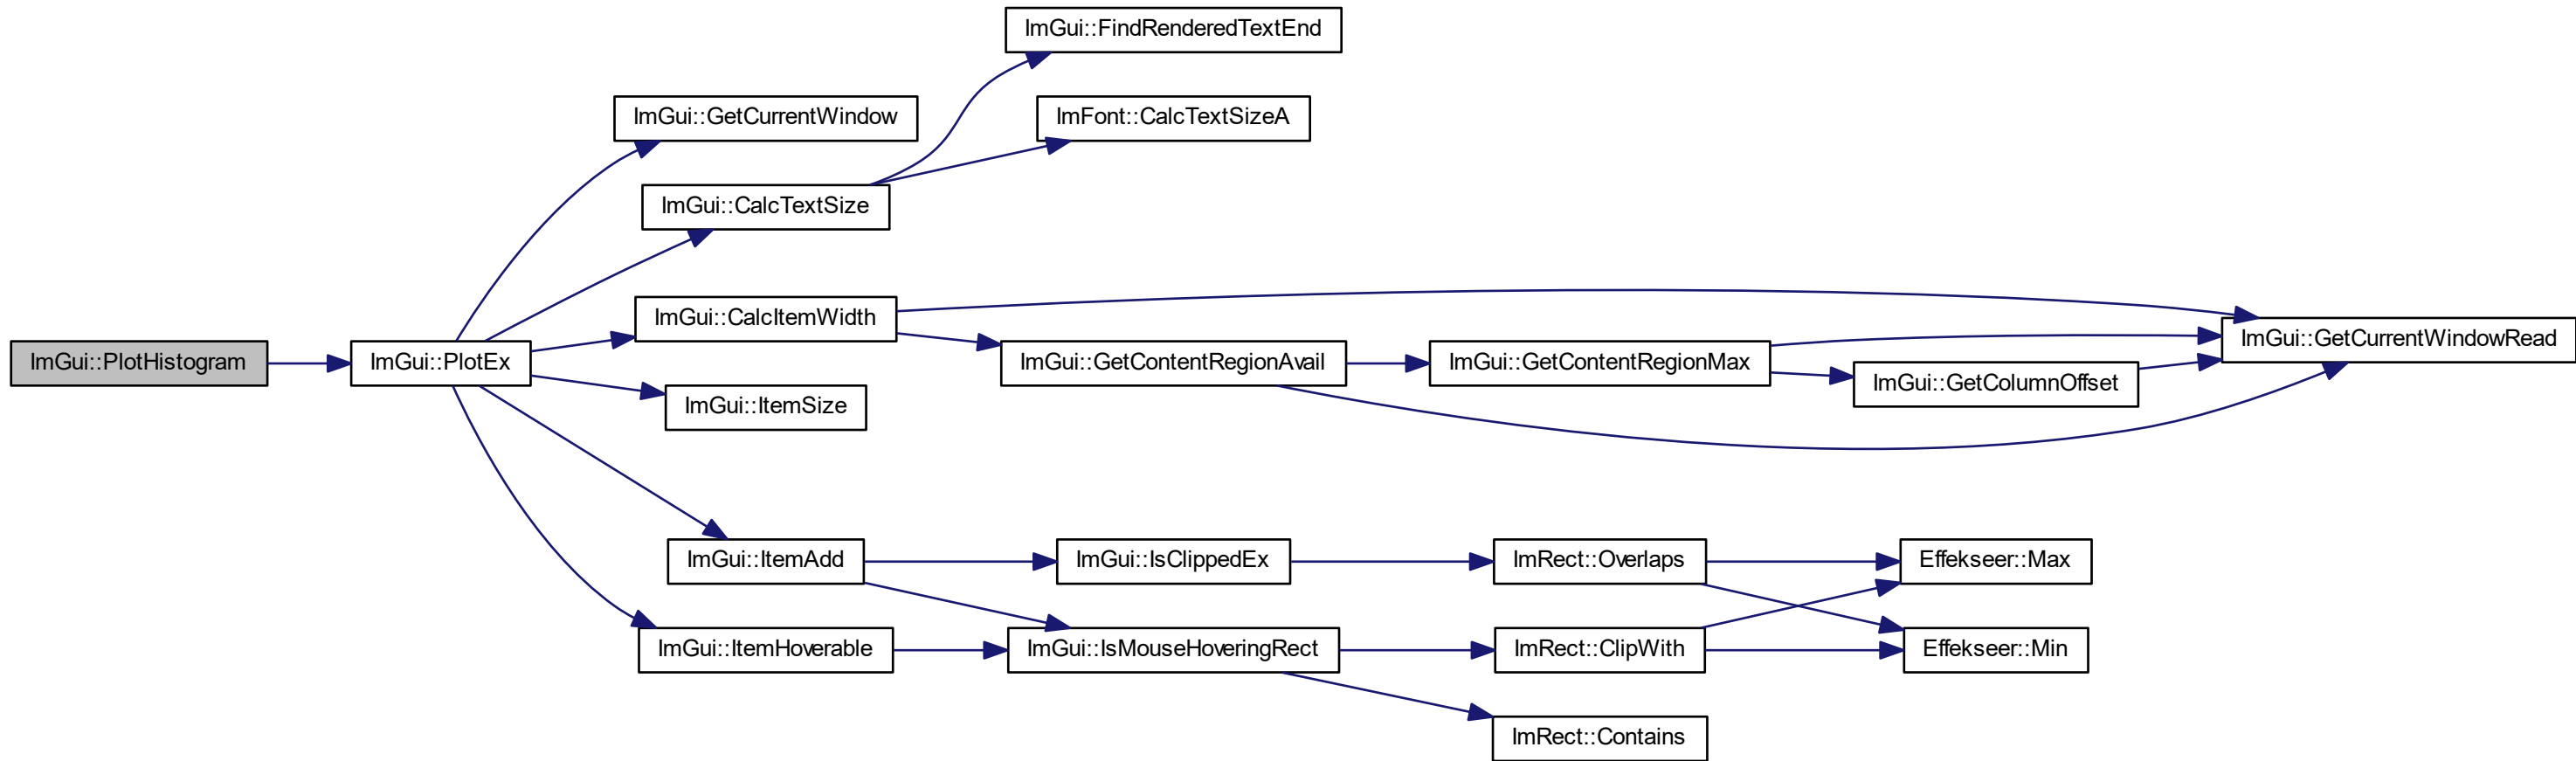 ImGui::FindRenderedTextEnd
ImGui::GetCurrentWindow
ImFont::CalcTextSizeA
ImGui::CalcTextSize
ImGui::CalcItemWidth
ImGui::GetCurrentWindowRead
ImGui::PlotHistogram
ImGui::PlotEx
ImGui::GetContentRegionAvail
ImGui::GetContentRegionMax
ImGui::GetColumnOffset
ImGui::ItemSize
ImGui::ItemAdd
ImGui::IsClippedEx
ImRect::Overlaps
Effekseer::Max
ImGui::ItemHoverable
ImGui::IsMouseHoveringRect
ImRect::ClipWith
Effekseer::Min
ImRect::Contains